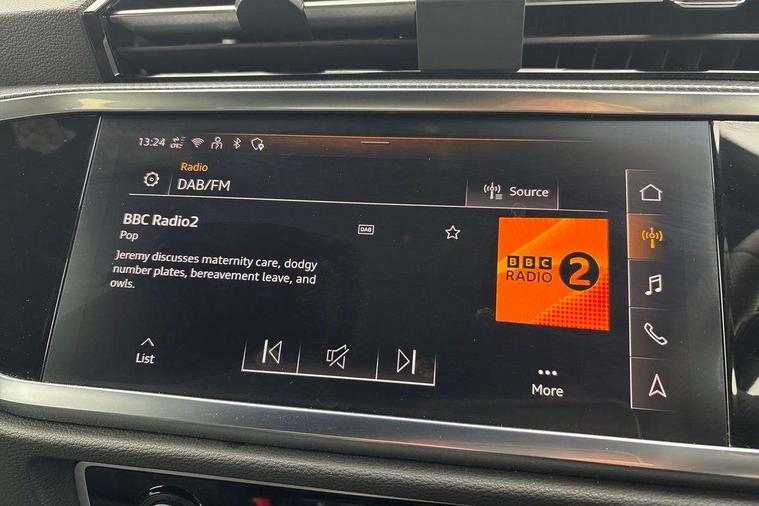 13:24
Radio
DAB/FM
Source
BBC Radio2
DAB
Pop
Jeremy discusses maternity care, dodgy
number plates, bereavement leave, and
owls.
BBC
RADIO 2
List
More